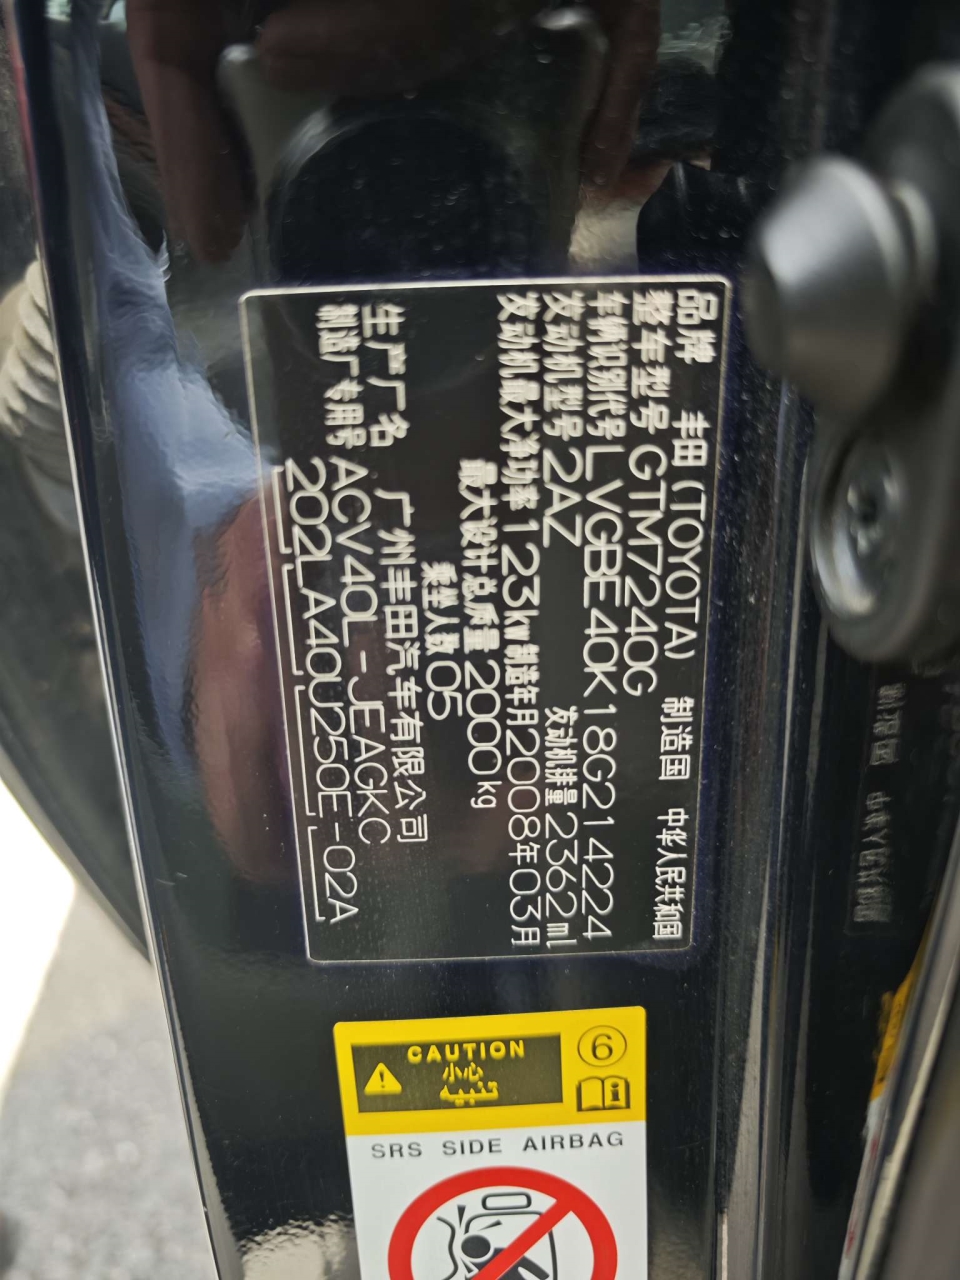 品牌 丰田(TOYOTA) 制造国 中华人民共和国
整车型号 GTM7240G
车辆识别代号 LVGBE40K18G214224
发动机型号 2AZ 发动机排量 2362ml
发动机最大净功率 123kw 制造年月 2008年03月
最大设计总质量 2000kg
乘坐人数 05
生产厂名 广州丰田汽车有限公司
制造厂专用号 ACV40L-JEAGKC
202LA40U250E-02A
CAUTION
小心
تنبيه
6
i
SRS SIDE AIRBAG